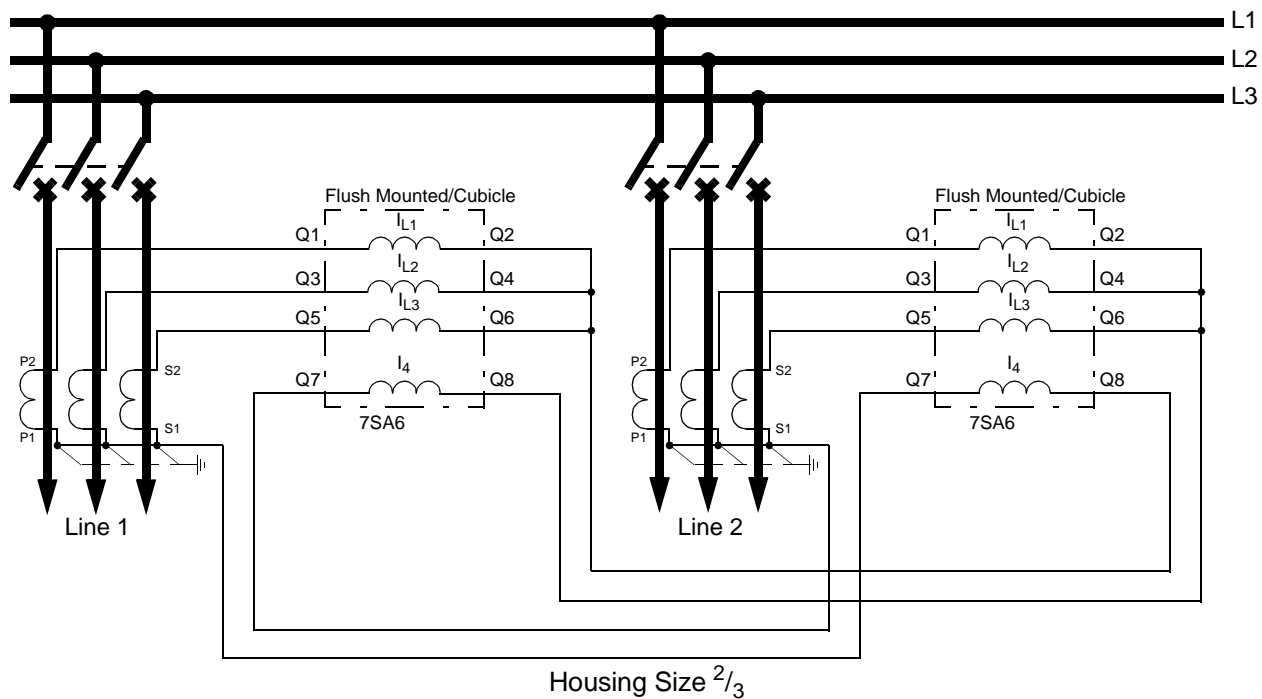 L1
L2
L3
Flush Mounted/Cubicle
Flush Mounted/Cubicle
Q1 IL1 Q2
Q1 IL1 Q2
Q3 IL2 Q4
Q3 IL2 Q4
Q5 IL3 Q6
Q5 IL3 Q6
P2 S2
P2 S2
Q7 I4 Q8
Q7 I4 Q8
7SA6
7SA6
P1 S1
P1 S1
Line 1
Line 2
Housing Size 2/3